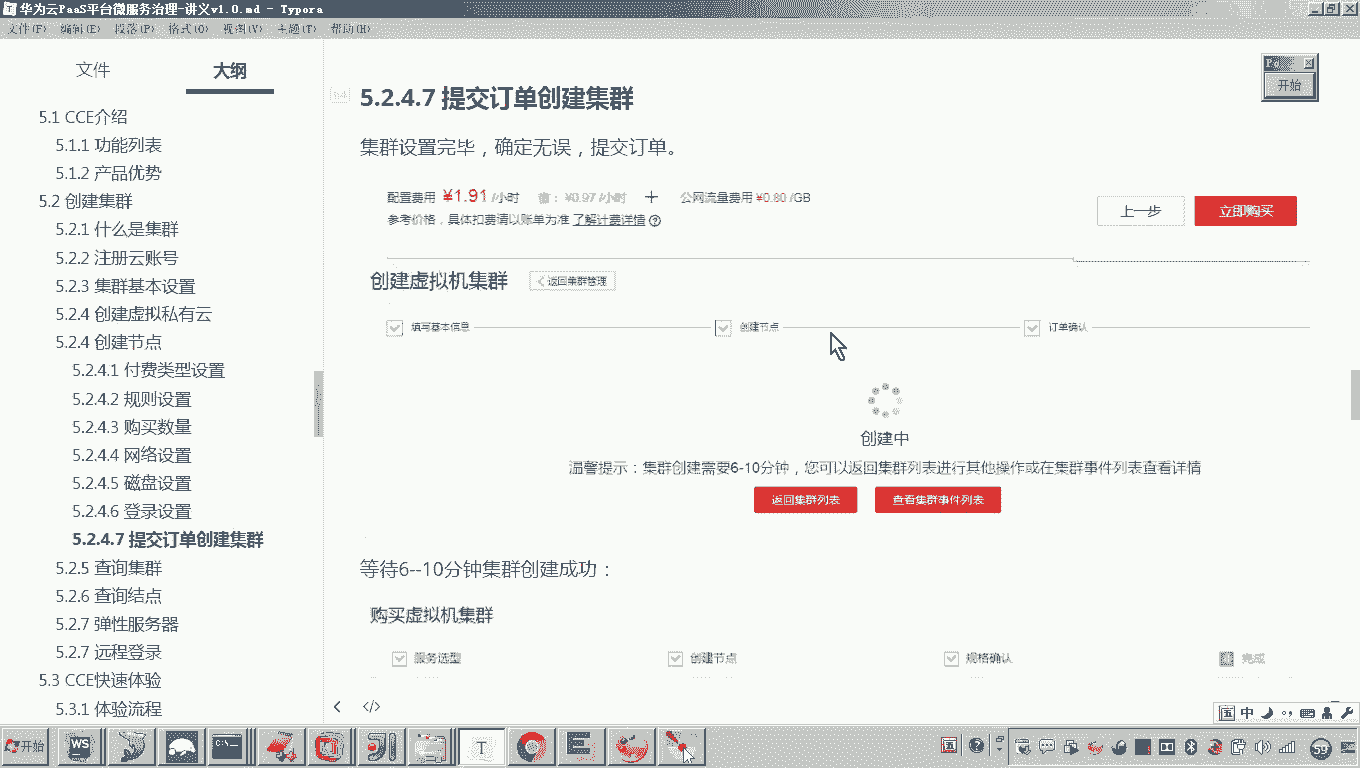 华为云PaaS平台微服务治理-讲义v1.0.md - Typora
文件(F) 编辑(E) 段落(P) 格式(O) 视图(V) 主题(T) 帮助(H)
文件 大纲
5.1 CCE介绍
5.1.1 功能列表
5.1.2 产品优势
5.2 创建集群
5.2.1 什么是集群
5.2.2 注册云账号
5.2.3 集群基本设置
5.2.4 创建虚拟私有云
5.2.4 创建节点
5.2.4.1 付费类型设置
5.2.4.2 规则设置
5.2.4.3 购买数量
5.2.4.4 网络设置
5.2.4.5 磁盘设置
5.2.4.6 登录设置
5.2.4.7 提交订单创建集群
5.2.5 查询集群
5.2.6 查询结点
5.2.7 弹性服务器
5.2.7 远程登录
5.3 CCE快速体验
5.3.1 体验流程
开始
5.2.4.7 提交订单创建集群
集群设置完毕，确定无误，提交订单。
配置费用 ¥1.91 /小时 省：¥0.97 /小时 + 公网流量费用 ¥0.80 /GB
参考价格，具体扣费请以账单为准 了解计费详情
上一步 立即购买
创建虚拟机集群 返回集群管理
填写基本信息 创建节点 订单确认
创建中
温馨提示：集群创建需要6-10分钟，您可以返回集群列表进行其他操作或在集群事件列表查看详情
返回集群列表 查看集群事件列表
等待6--10分钟集群创建成功：
购买虚拟机集群
服务选型 创建节点 规格确认 完成
</>
中
开始
WS
C:\
T
59